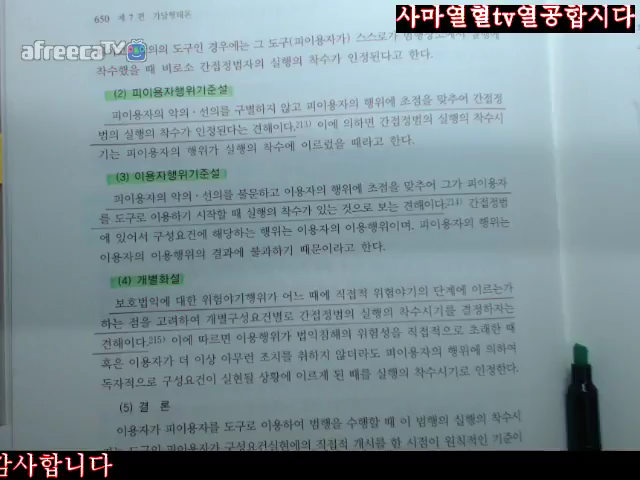 사마열혈tv열공합시다
650 제 7 편 가담형태론
afreecaTV
의의 도구인 경우에는 그 도구(피이용자가) 스스로가
착수했을 때 비로소 간접정범자의 실행의 착수가 인정된다고 한다.
(2) 피이용자행위기준설
피이용자의 악의·선의를 구별하지 않고 피이용자의 행위에 초점을 맞추어 간접정
범의 실행의 착수가 인정된다는 견해이다.213) 이에 의하면 간접정범의 실행의 착수시
기는 피이용자의 행위가 실행의 착수에 이르렀을 때라고 한다.
(3) 이용자행위기준설
피이용자의 악의·선의를 불문하고 이용자의 행위에 초점을 맞추어 그가 피이용자
를 도구로 이용하기 시작할 때 실행의 착수가 있는 것으로 보는 견해이다.214) 간접정범
에 있어서 구성요건에 해당하는 행위는 이용자의 이용행위이며, 피이용자의 행위는
이용자의 이용행위의 결과에 불과하기 때문이라고 한다.
(4) 개별화설
보호법익에 대한 위험야기행위가 어느 때에 직접적 위험야기의 단계에 이르는가
하는 점을 고려하여 개별구성요건별로 간접정범의 실행의 착수시기를 결정하자는
견해이다.215) 이에 따르면 이용행위가 법익침해의 위험성을 직접적으로 초래한 때
혹은 이용자가 더 이상 아무런 조치를 취하지 않더라도 피이용자의 행위에 의하여
독자적으로 구성요건이 실현될 상황에 이르게 된 때를 실행의 착수시기로 인정한다.
(5) 결 론
이용자가 피이용자를 도구로 이용하여 범행을 수행할 때 이 범행의 실행의 착수시
도구인 피이용자가 구성요건실현에의 직접적 개시를 한 시점이 원칙적인 기준이
감사합니다